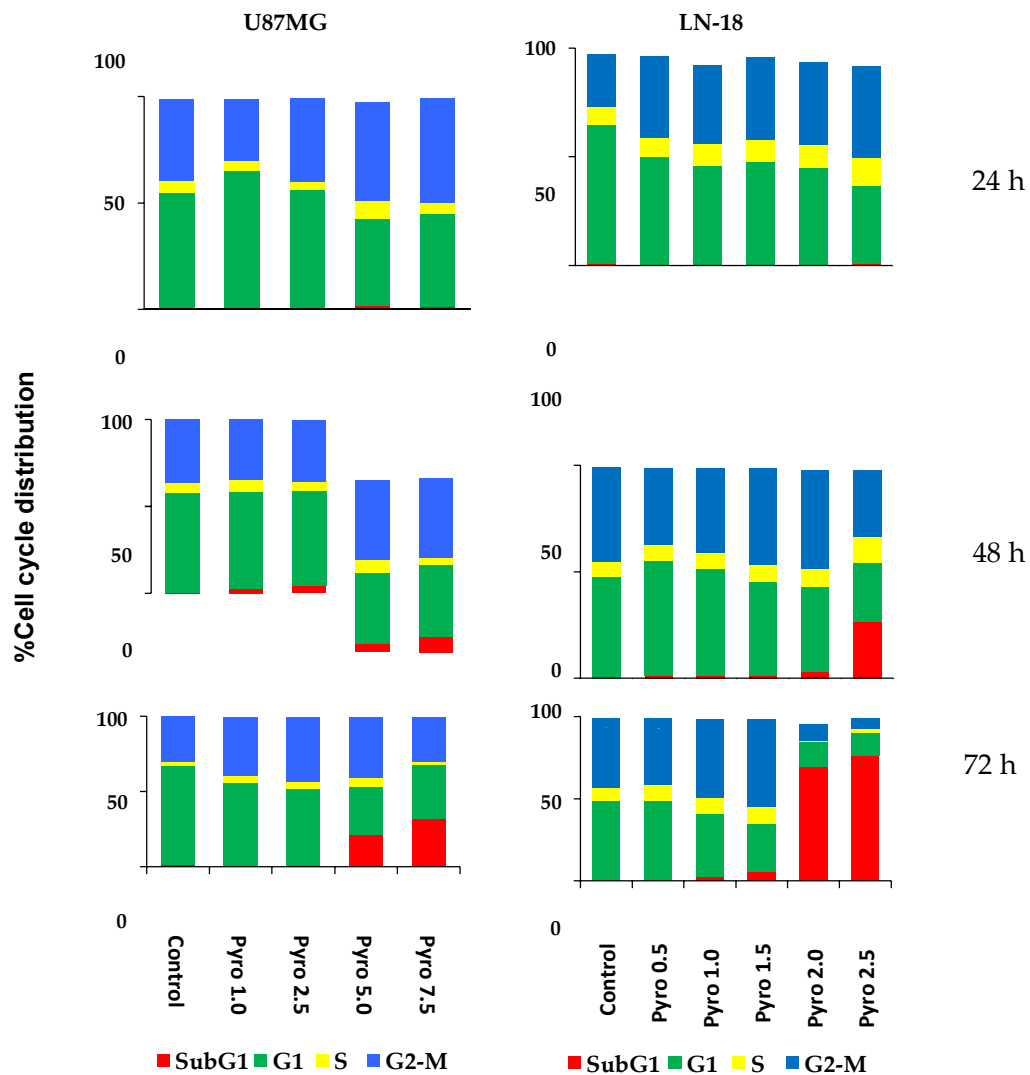 U87MG
LN-18
100
50
0
100
50
0
24 h
%Cell cycle distribution
100
50
0
100
50
0
48 h
100
50
0
100
50
0
72 h
Control
Pyro 1.0
Pyro 2.5
Pyro 5.0
Pyro 7.5
Control
Pyro 0.5
Pyro 1.0
Pyro 1.5
Pyro 2.0
Pyro 2.5
SubG1 G1 S G2-M
SubG1 G1 S G2-M